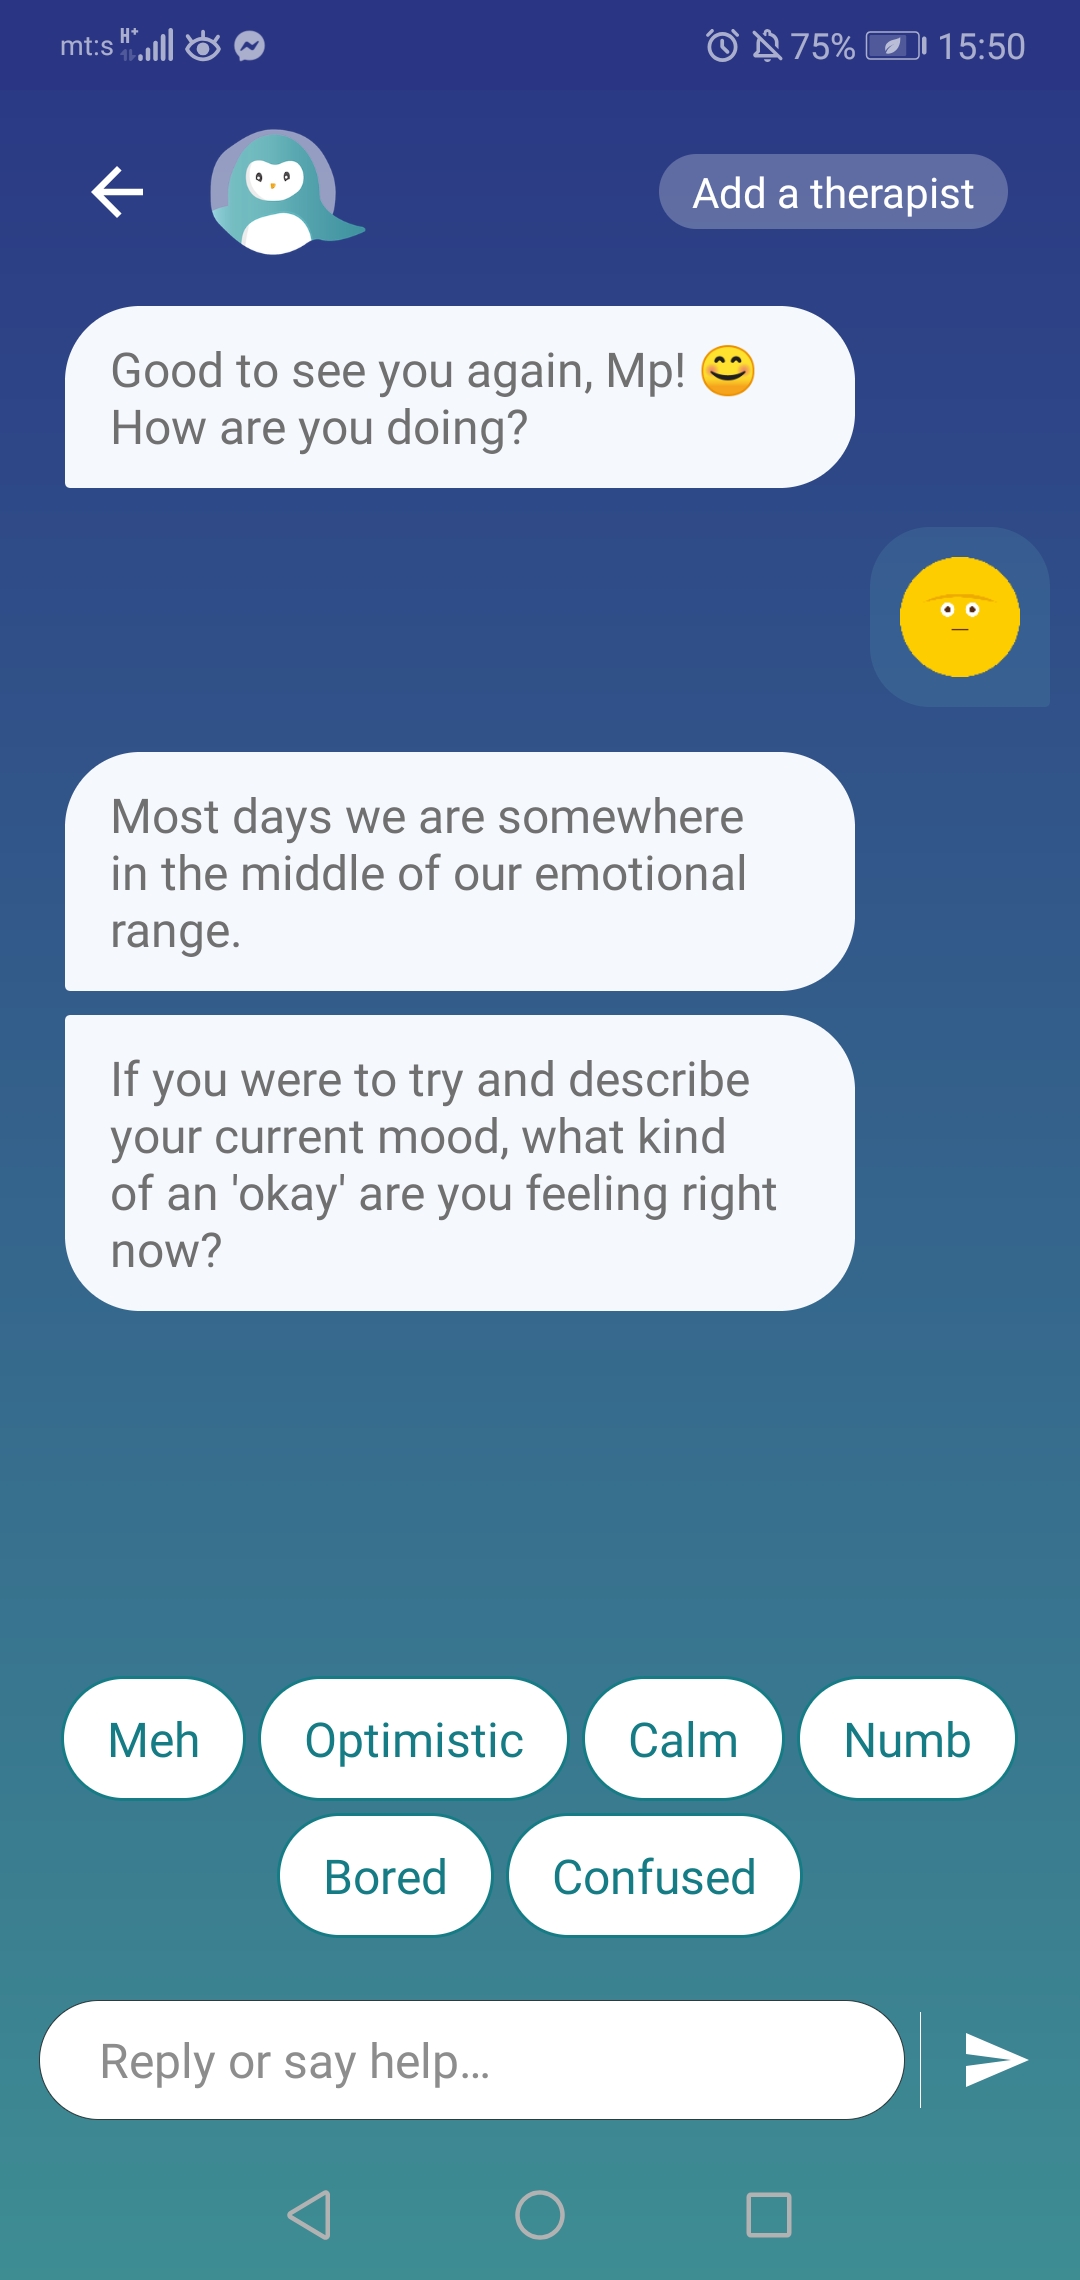 mt:s H+ 75% 15:50
Add a therapist
Good to see you again, Mp! 😊
How are you doing?
Most days we are somewhere
in the middle of our emotional
range.
If you were to try and describe
your current mood, what kind
of an 'okay' are you feeling right
now?
Meh Optimistic Calm Numb
Bored Confused
Reply or say help...